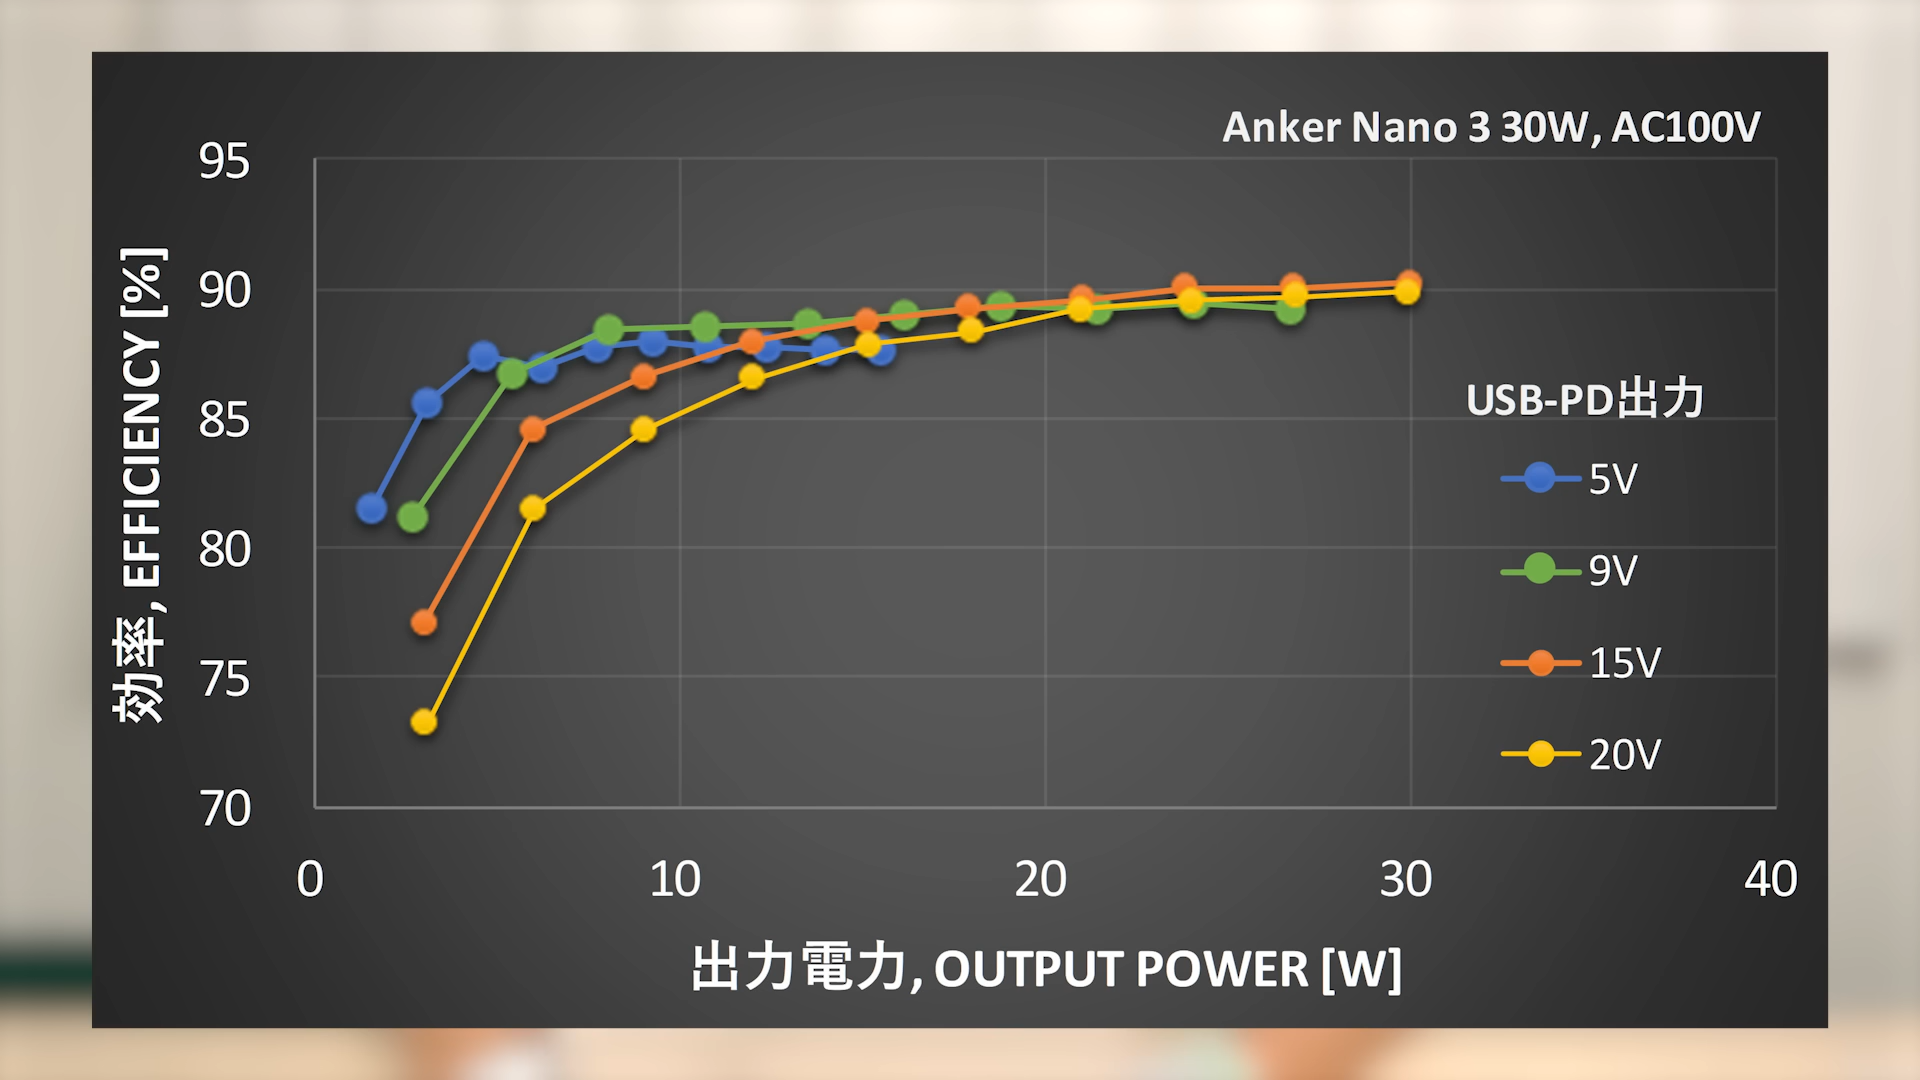 Anker Nano 3 30W, AC100V
95
90
85
80
75
70
効率, EFFICIENCY [%]
USB-PD出力
5V
9V
15V
20V
0 10 20 30 40
出力電力, OUTPUT POWER [W]